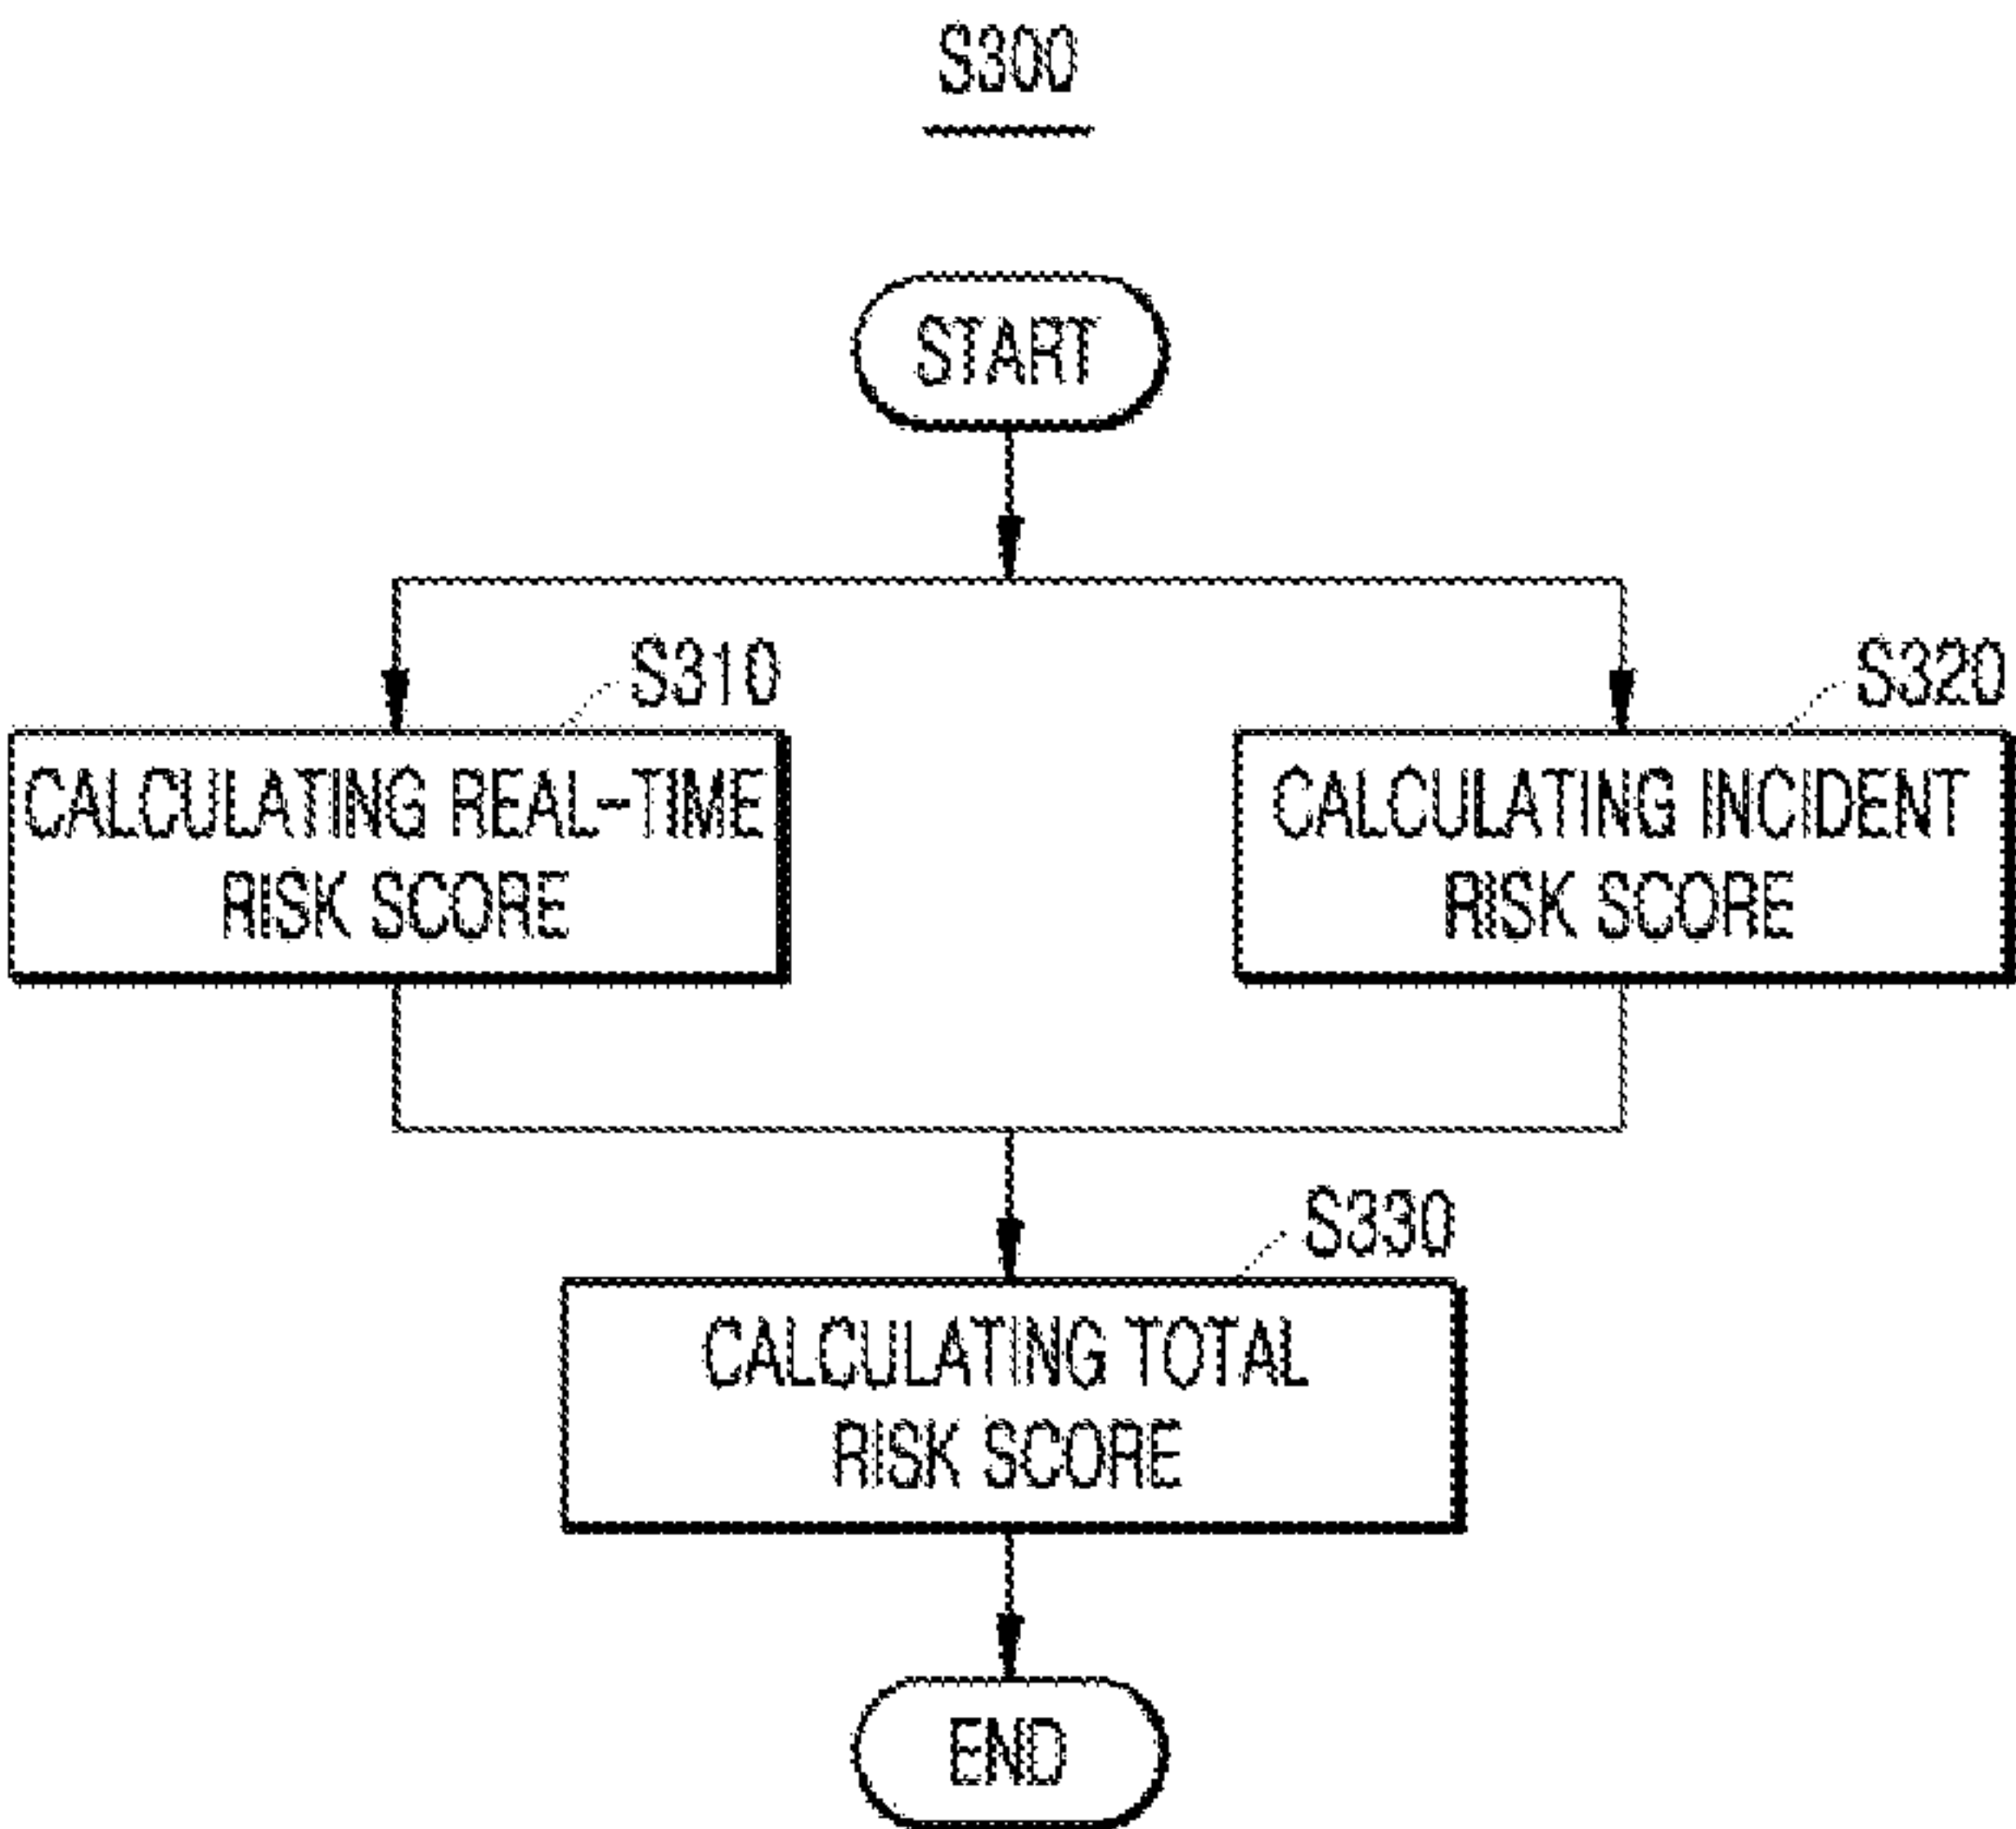 S300
START
S310
CALCULATING REAL-TIME
RISK SCORE
S320
CALCULATING INCIDENT
RISK SCORE
S330
CALCULATING TOTAL
RISK SCORE
END